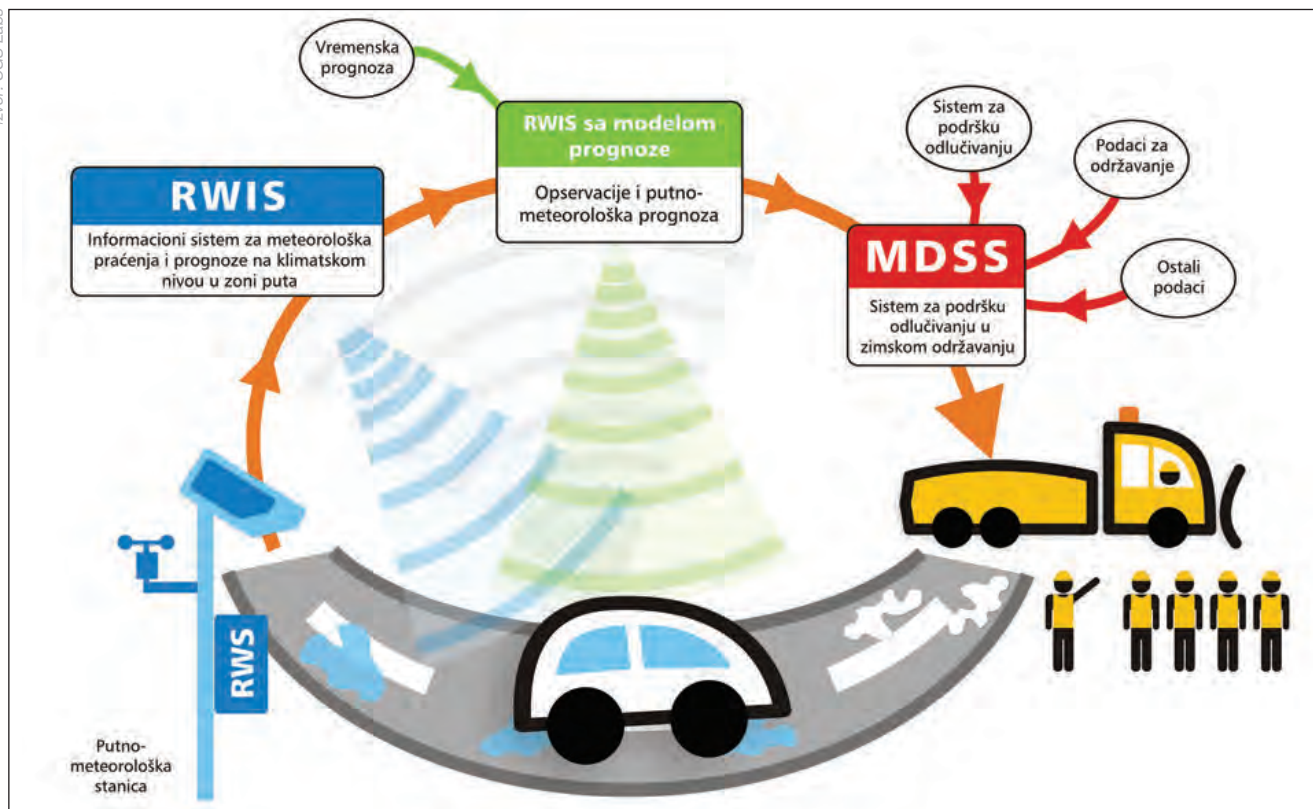 Vremenska
prognoza
RWIS sa modelom
prognoze
Opservacije i putno-
meteorološka prognoza
Sistem za
podršku
odlučivanju
Podaci za
održavanje
Ostali
podaci
RWIS
Informacioni sistem za meteorološka
praćenja i prognoze na klimatskom
nivou u zoni puta
MDSS
Sistem za podršku
odlučivanju u
zimskom održavanju
RWS
Putno-
meteorološka
stanica